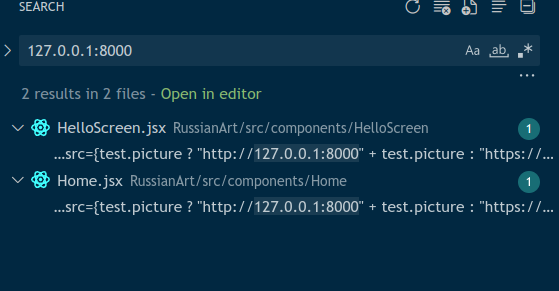 SEARCH
127.0.0.1:8000
Aa ab .*
2 results in 2 files - Open in editor
HelloScreen.jsx RussianArt/src/components/HelloScreen 1
...src={test.picture ? "http://127.0.0.1:8000" + test.picture : "https://...
Home.jsx RussianArt/src/components/Home 1
...src={test.picture ? "http://127.0.0.1:8000" + test.picture : "https://...